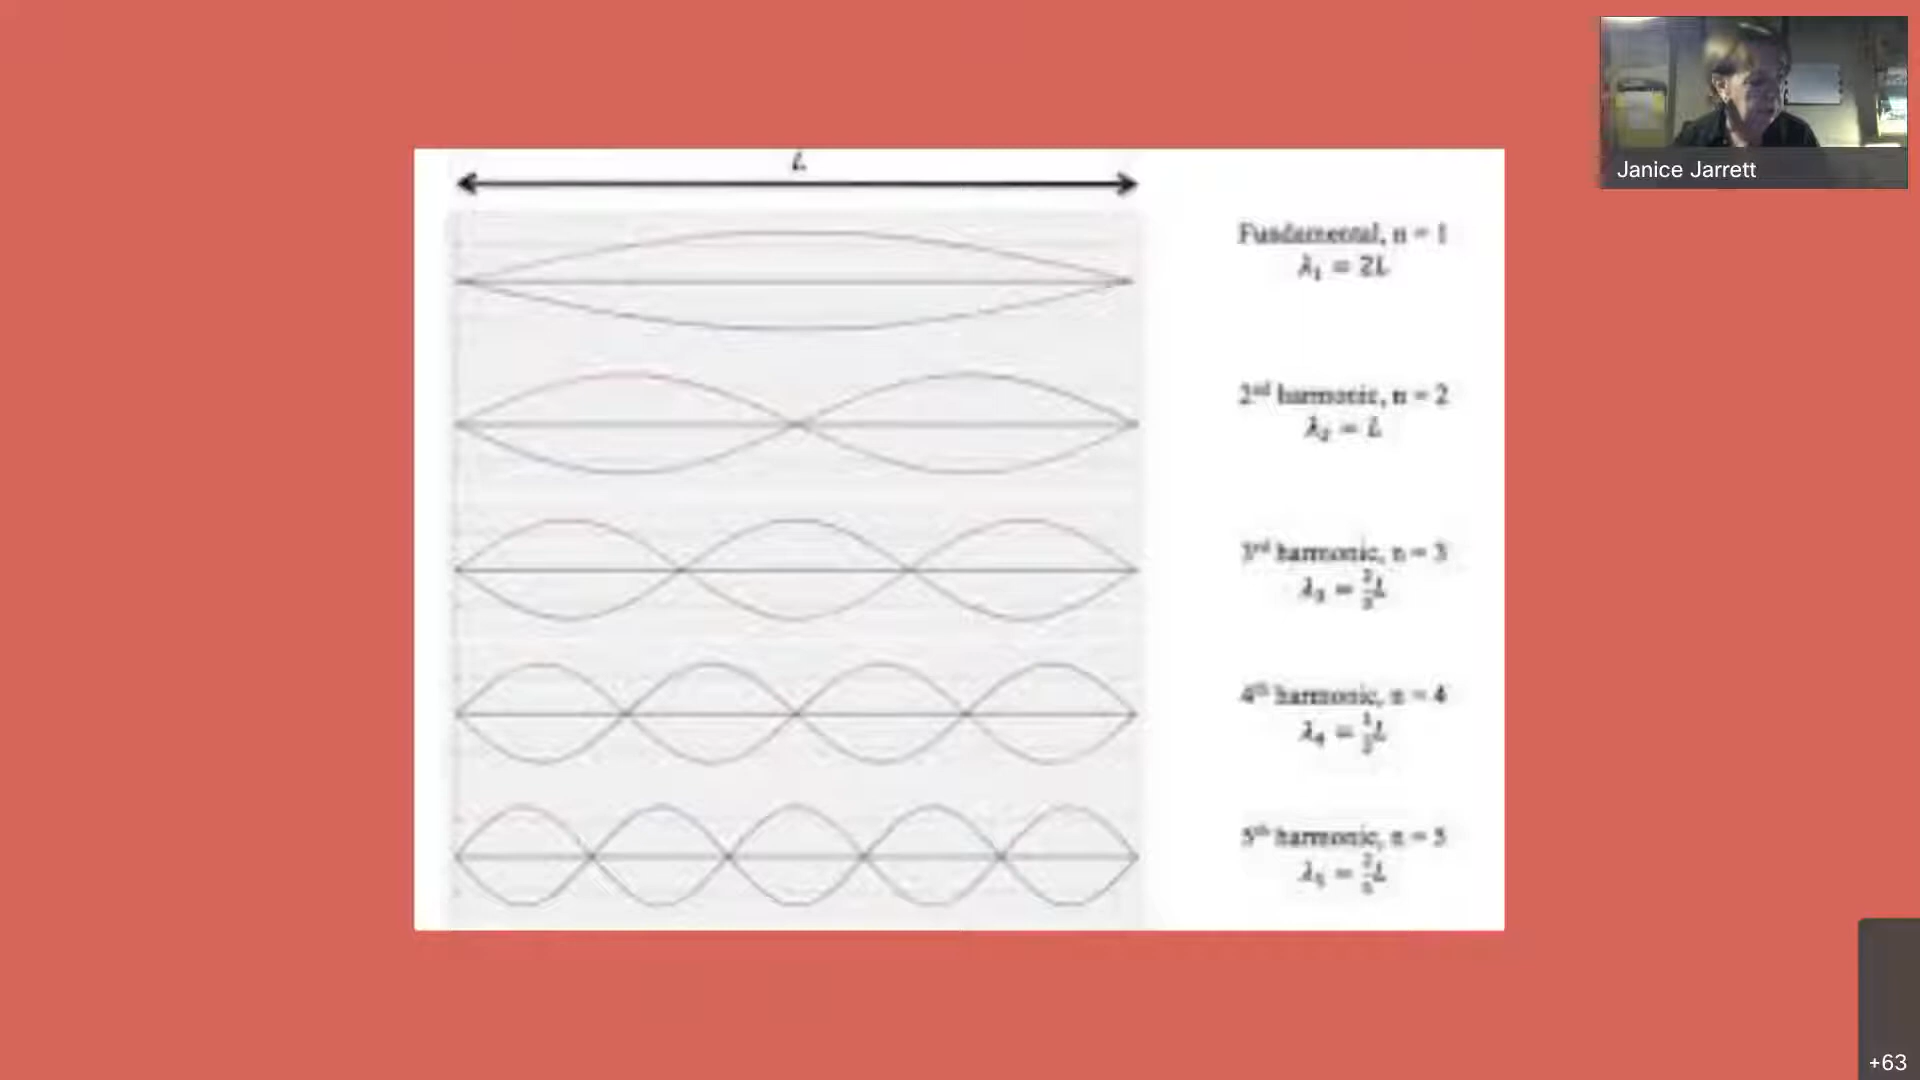 L
Fundamental, n = 1
λ₁ = 2L
2ⁿᵈ harmonic, n = 2
λ₂ = L
3ʳᵈ harmonic, n = 3
λ₃ = ⅔L
4ᵗʰ harmonic, n = 4
λ₄ = ½L
5ᵗʰ harmonic, n = 5
λ₅ = ⅖L
Janice Jarrett
+63